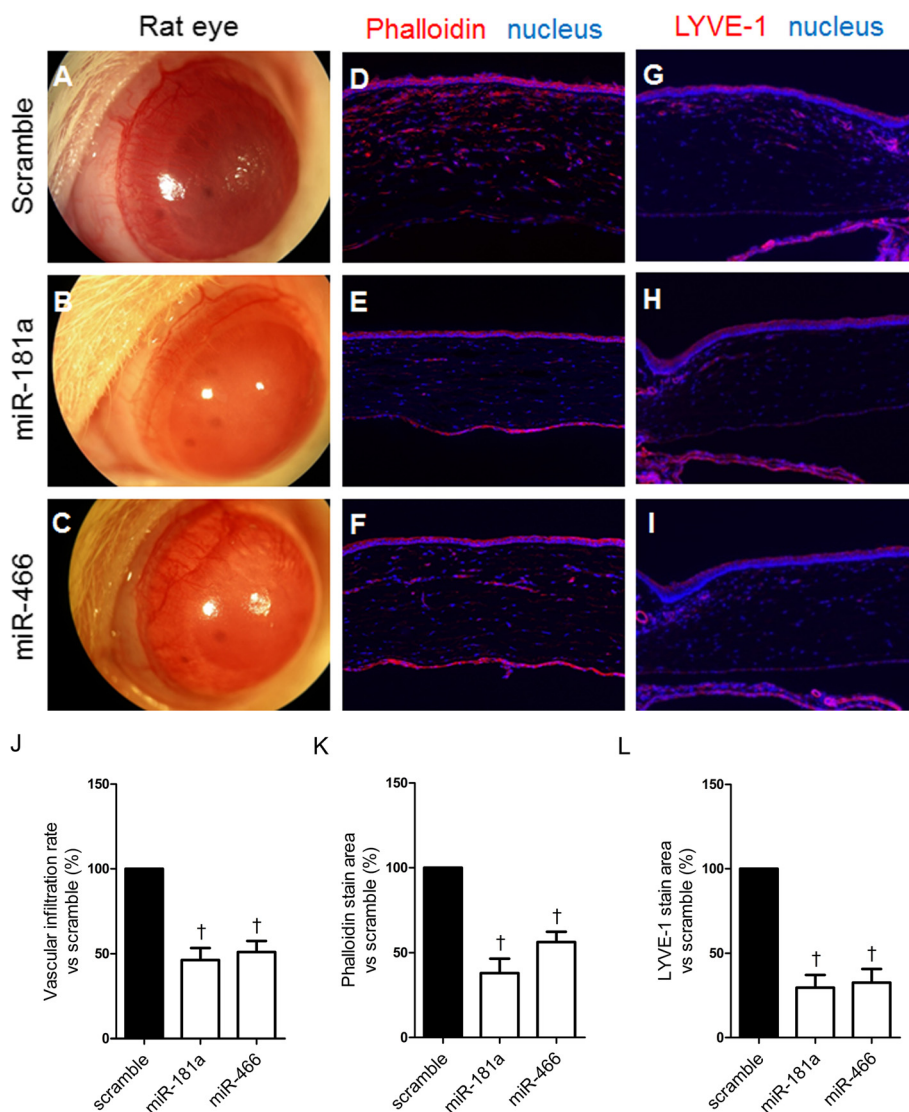 Rat eye
Phalloidin nucleus
LYVE-1 nucleus
Scramble
A
D
G
miR-181a
B
E
H
miR-466
C
F
I
J
K
L
Vascular infiltration rate
vs scramble (%)
150
100
50
0
†
†
scramble
miR-181a
miR-466
Phalloidin stain area
vs scramble (%)
150
100
50
0
†
†
scramble
miR-181a
miR-466
LYVE-1 stain area
vs scramble (%)
150
100
50
0
†
†
scramble
miR-181a
miR-466